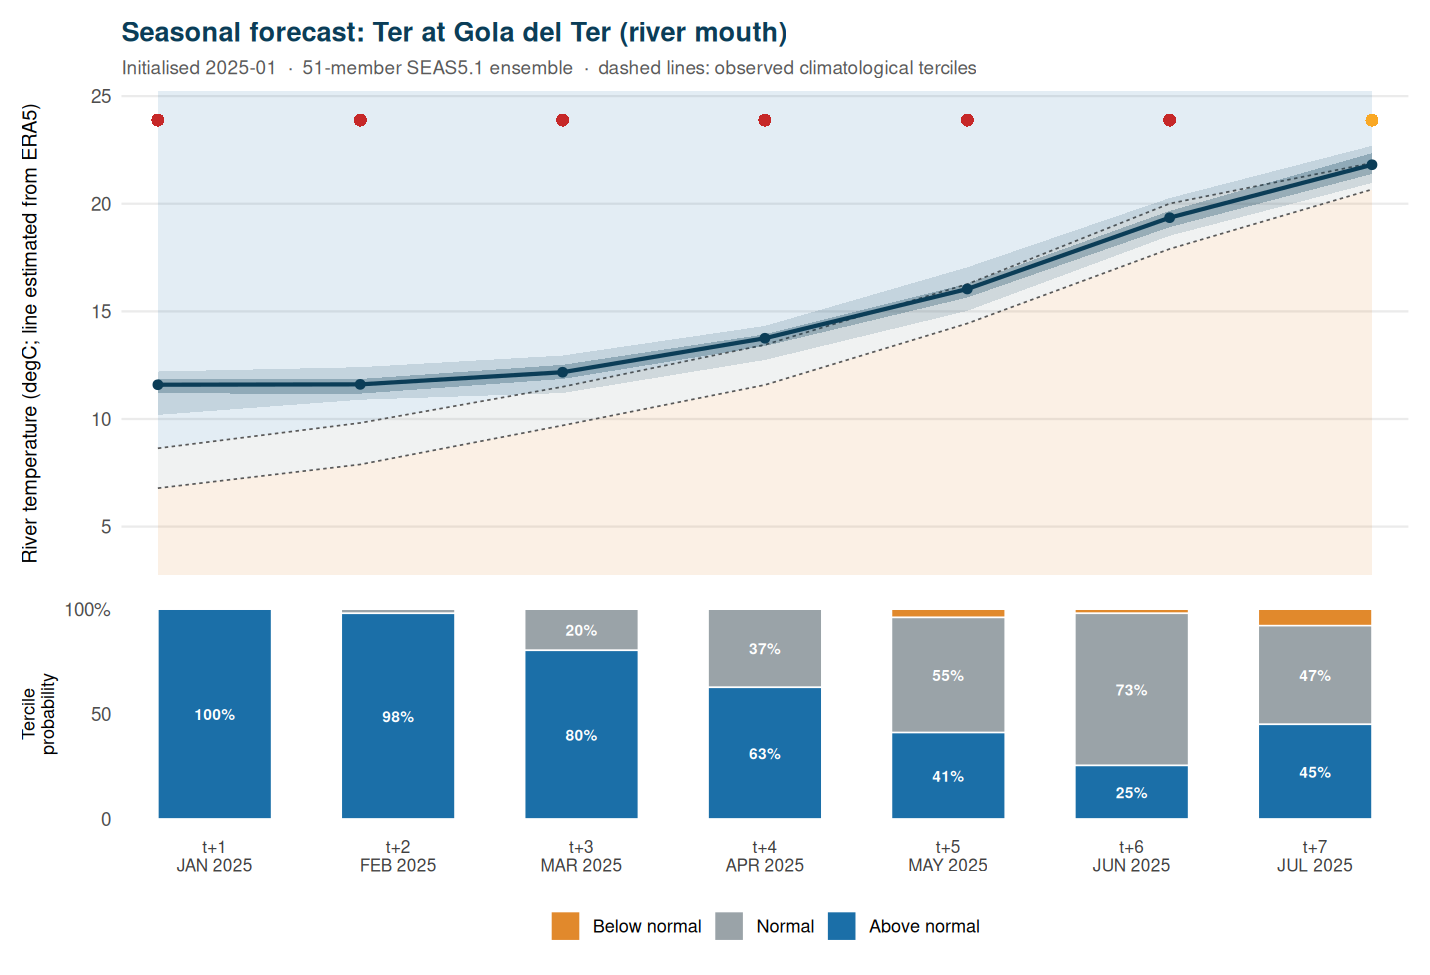 Seasonal forecast: Ter at Gola del Ter (river mouth)
Initialised 2025-01 · 51-member SEAS5.1 ensemble · dashed lines: observed climatological terciles
River temperature (degC; line estimated from ERA5)
25
20
15
10
5
Tercile
probability
100%
50
0
100%
98%
20%
80%
37%
63%
55%
41%
73%
25%
47%
45%
t+1
JAN 2025
t+2
FEB 2025
t+3
MAR 2025
t+4
APR 2025
t+5
MAY 2025
t+6
JUN 2025
t+7
JUL 2025
Below normal
Normal
Above normal